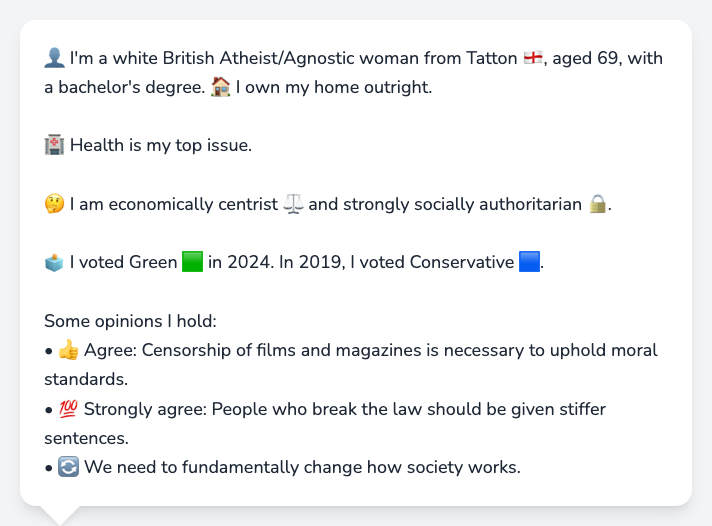 👤 I'm a white British Atheist/Agnostic woman from Tatton 🏴󠁧󠁢󠁥󠁮󠁧󠁿, aged 69, with
a bachelor's degree. 🏠 I own my home outright.
🏥 Health is my top issue.
🤔 I am economically centrist ⚖️ and strongly socially authoritarian 🔒.
🗳️ I voted Green 🟩 in 2024. In 2019, I voted Conservative 🟦.
Some opinions I hold:
• 👍 Agree: Censorship of films and magazines is necessary to uphold moral
standards.
• 💯 Strongly agree: People who break the law should be given stiffer
sentences.
• 🔄 We need to fundamentally change how society works.